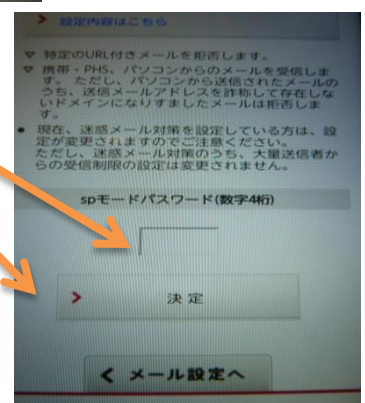 設定内容はこちら
▽ 特定のURL付きメールを拒否します。
▽ 携帯・PHS、パソコンからのメールを受信しま
す。ただし、パソコンから送信されたメールの
うち、送信メールアドレスを詐称して存在しな
いドメインになりすましたメールは拒否しま
す。
● 現在、迷惑メール対策を設定している方は、設
定が変更されますのでご注意ください。
ただし、迷惑メール対策のうち、大量送信者か
らの受信制限の設定は変更されません。
spモードパスワード(数字4桁)
決定
メール設定へ